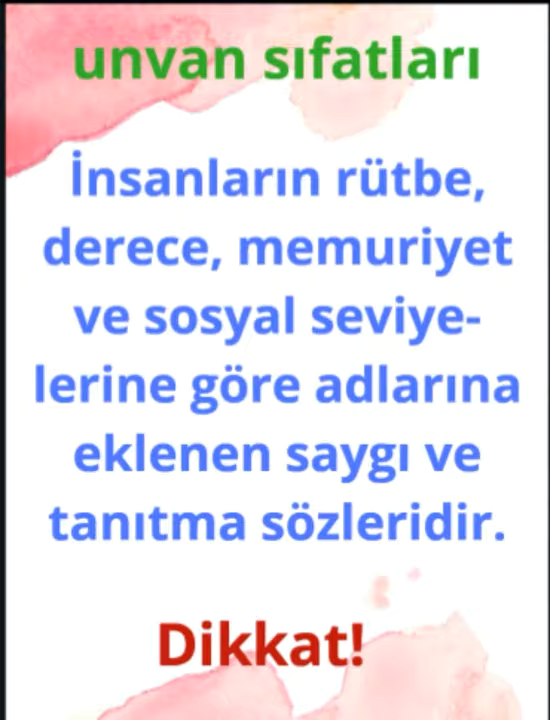 unvan sıfatları
İnsanların rütbe,
derece, memuriyet
ve sosyal seviye-
lerine göre adlarına
eklenen saygı ve
tanıtma sözleridir.
Dikkat!